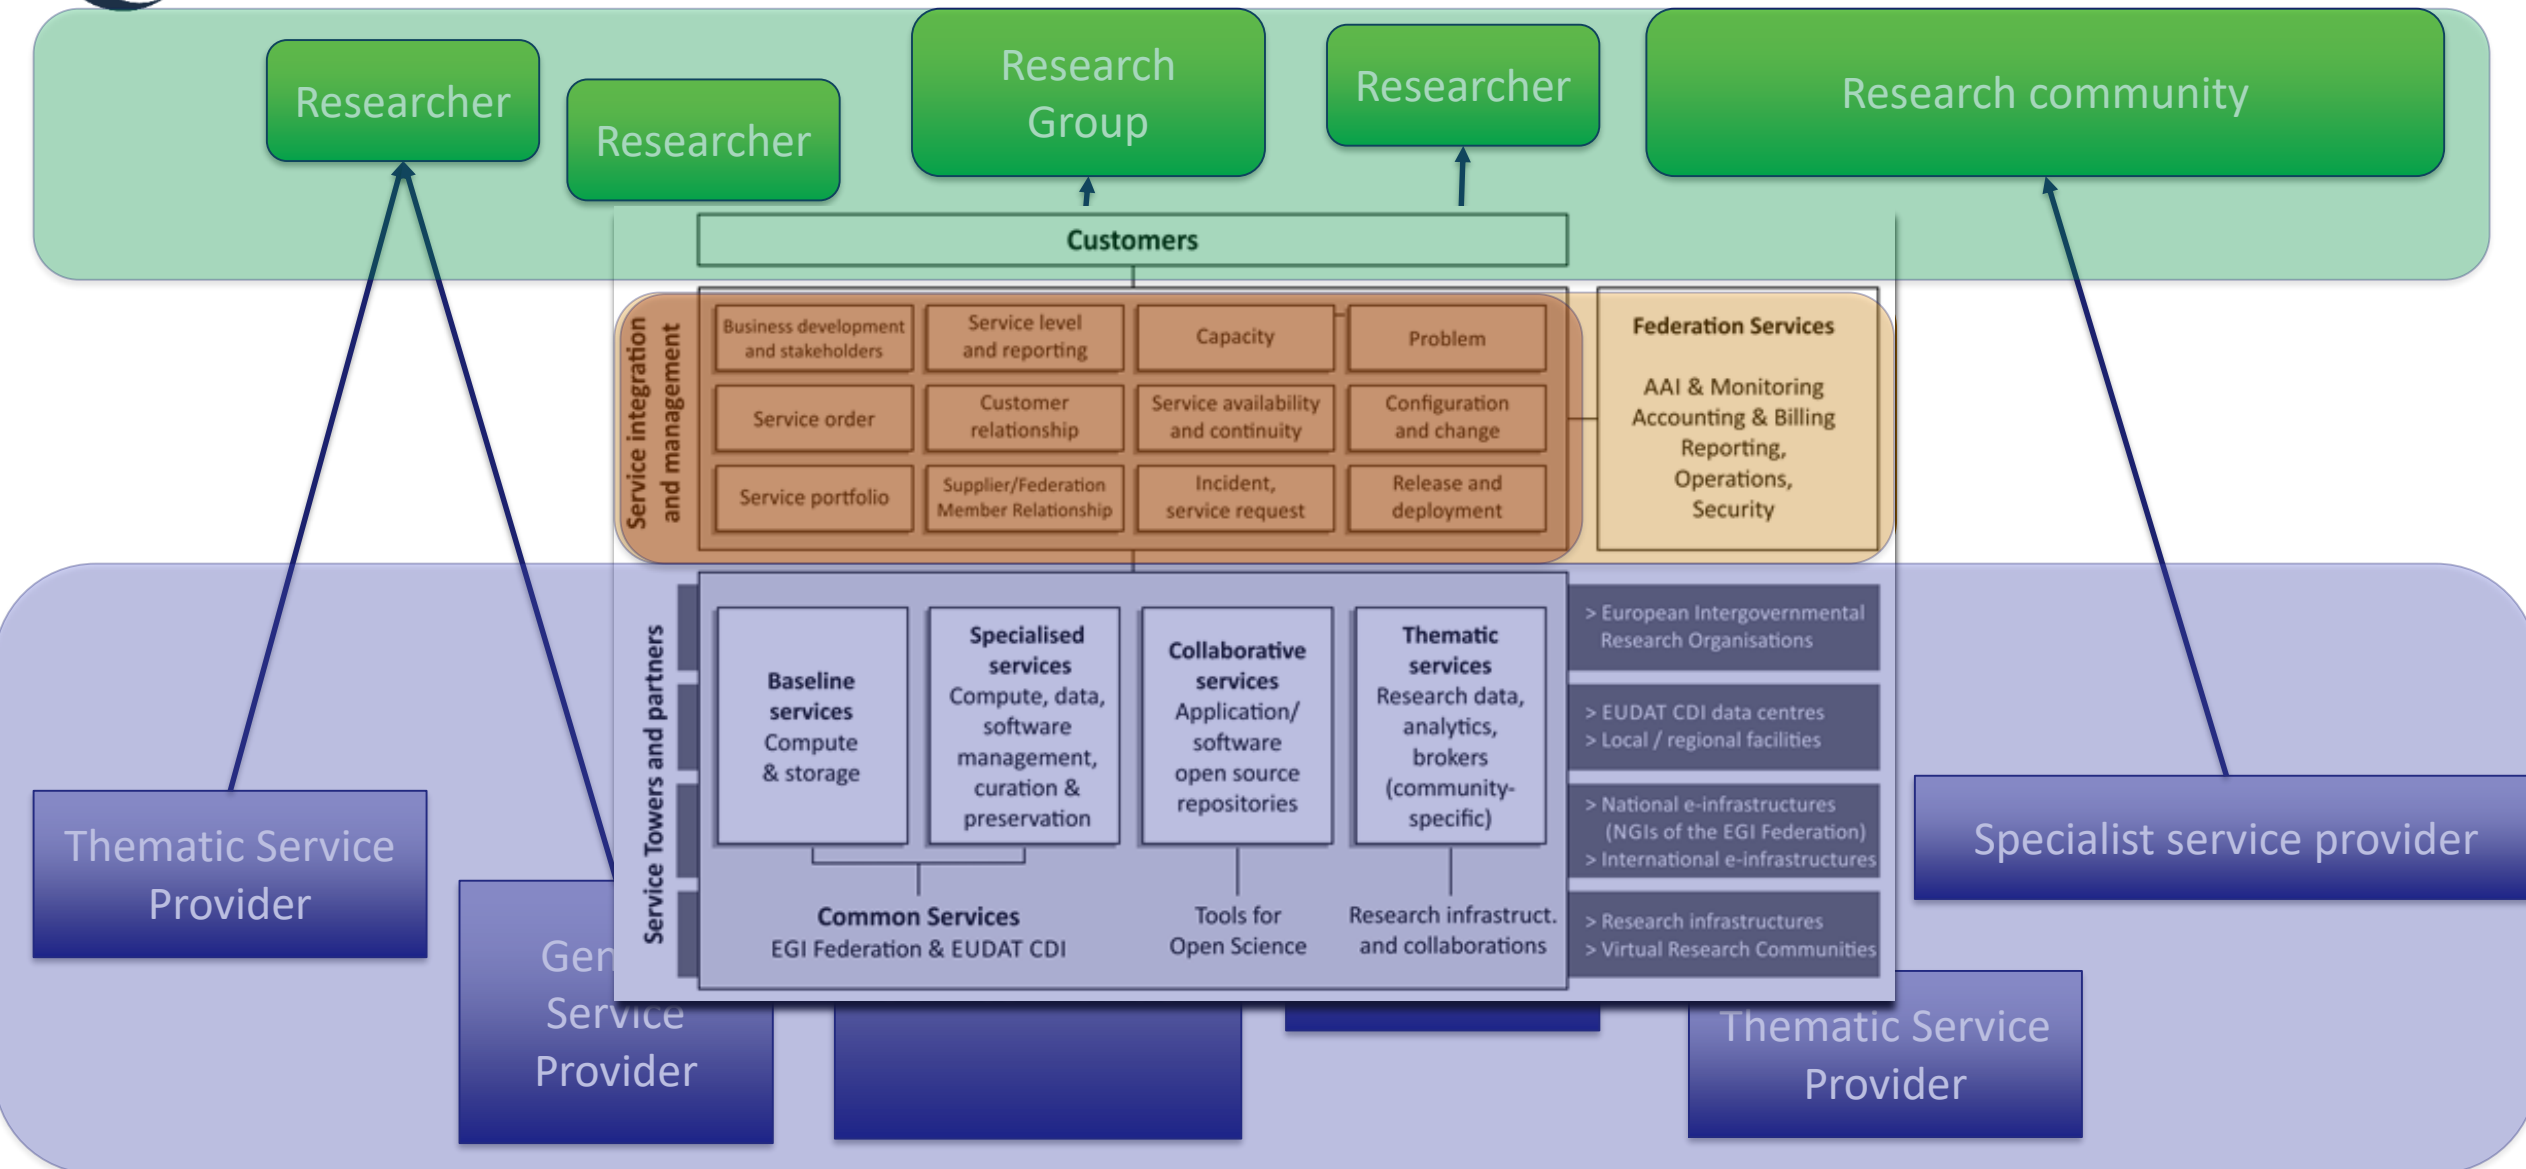 Researcher
Researcher
Research
Group
Researcher
Research community
Customers
Service integration
and management
Business development
and stakeholders
Service level
and reporting
Capacity
Problem
Service order
Customer
relationship
Service availability
and continuity
Configuration
and change
Service portfolio
Supplier/Federation
Member Relationship
Incident,
service request
Release and
deployment
Federation Services
AAI & Monitoring
Accounting & Billing
Reporting,
Operations,
Security
Service Towers and partners
Baseline
services
Compute
& storage
Specialised
services
Compute, data,
software
management,
curation &
preservation
Collaborative
services
Application/
software
open source
repositories
Thematic
services
Research data,
analytics,
brokers
(community-
specific)
Common Services
EGI Federation & EUDAT CDI
Tools for
Open Science
Research infrastruct.
and collaborations
> European Intergovernmental
Research Organisations
> EUDAT CDI data centres
> Local / regional facilities
> National e-infrastructures
(NGIs of the EGI Federation)
> International e-infrastructures
> Research infrastructures
> Virtual Research Communities
Thematic Service
Provider
Service
Provider
Specialist service provider
Thematic Service
Provider